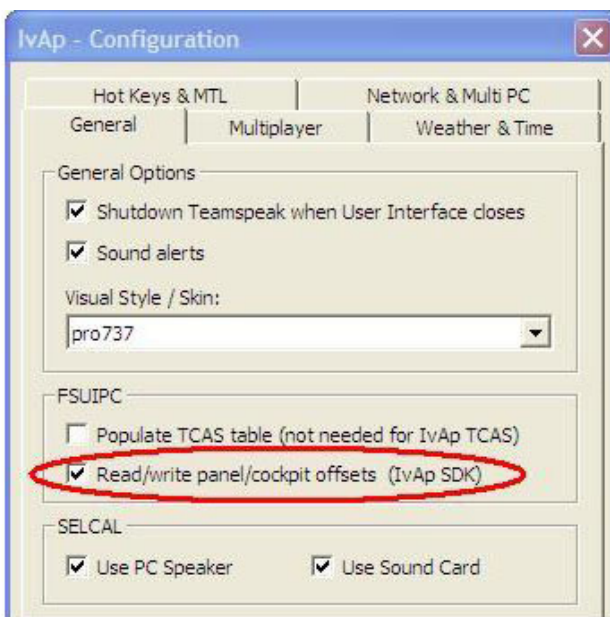 IvAp - Configuration
Hot Keys & MTL
Network & Multi PC
General
Multiplayer
Weather & Time
General Options
Shutdown Teamspeak when User Interface closes
Sound alerts
Visual Style / Skin:
pro737
FSUIPC
Populate TCAS table (not needed for IvAp TCAS)
Read/write panel/cockpit offsets (IvAp SDK)
SELCAL
Use PC Speaker
Use Sound Card